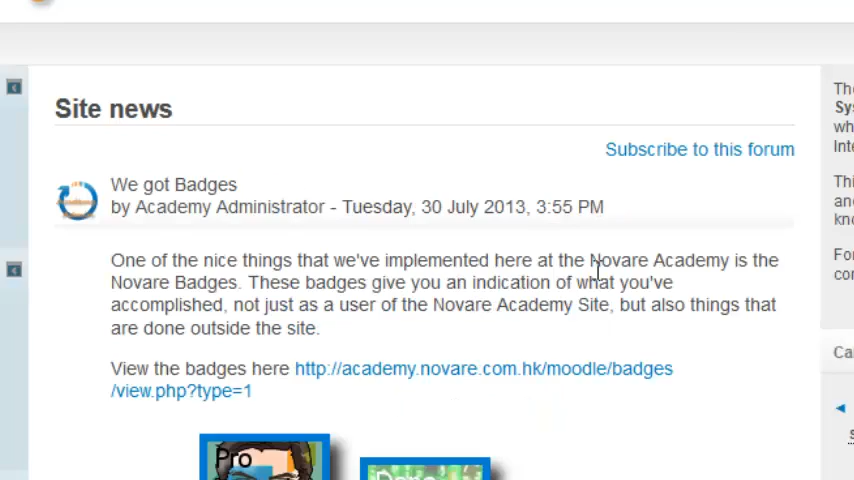 Site news
Subscribe to this forum
We got Badges
by Academy Administrator - Tuesday, 30 July 2013, 3:55 PM
One of the nice things that we've implemented here at the Novare Academy is the
Novare Badges. These badges give you an indication of what you've
accomplished, not just as a user of the Novare Academy Site, but also things that
are done outside the site.
View the badges here http://academy.novare.com.hk/moodle/badges
/view.php?type=1
Pro